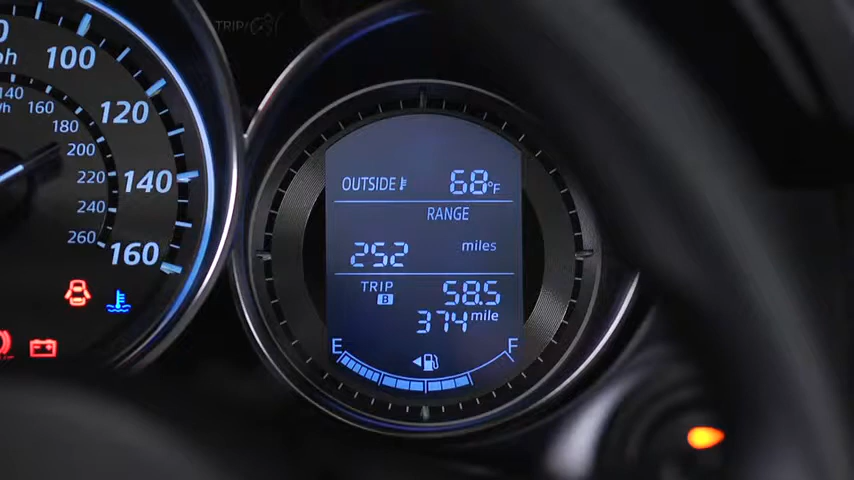 TRIP/
100
120
140
160
140
160
180
200
220
240
260
OUTSIDE 68°F
RANGE
252 miles
TRIP B 58.5
374 mile
E F